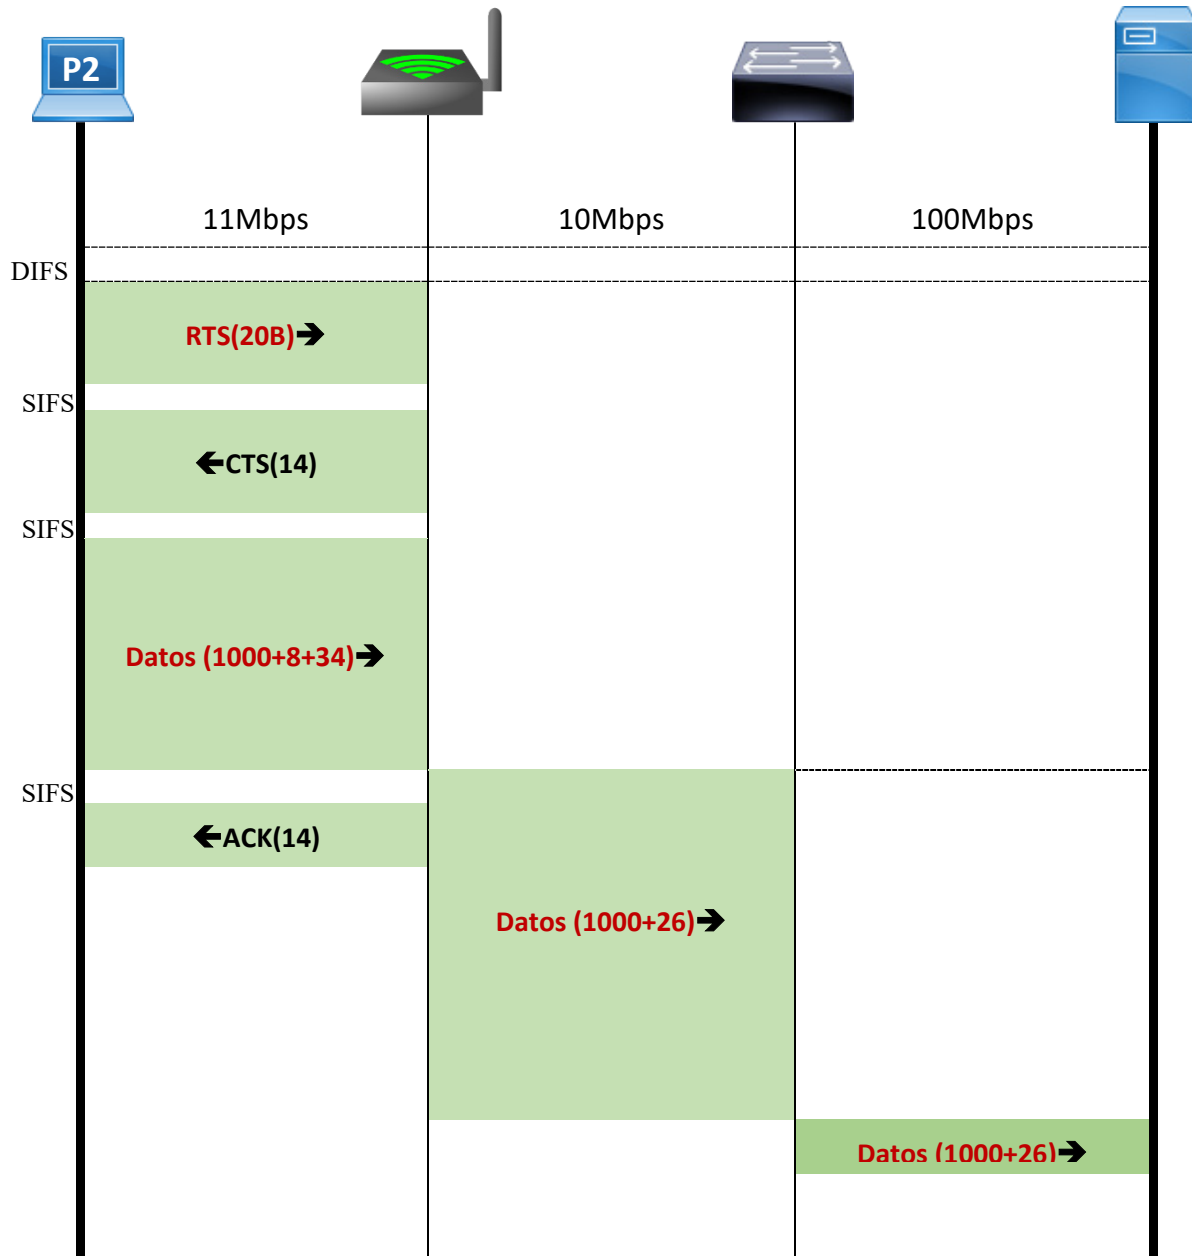 P2
11Mbps 10Mbps 100Mbps
DIFS
RTS(20B)➔
SIFS
🡸CTS(14)
SIFS
Datos (1000+8+34)➔
SIFS
🡸ACK(14)
Datos (1000+26)➔
Datos (1000+26)➔